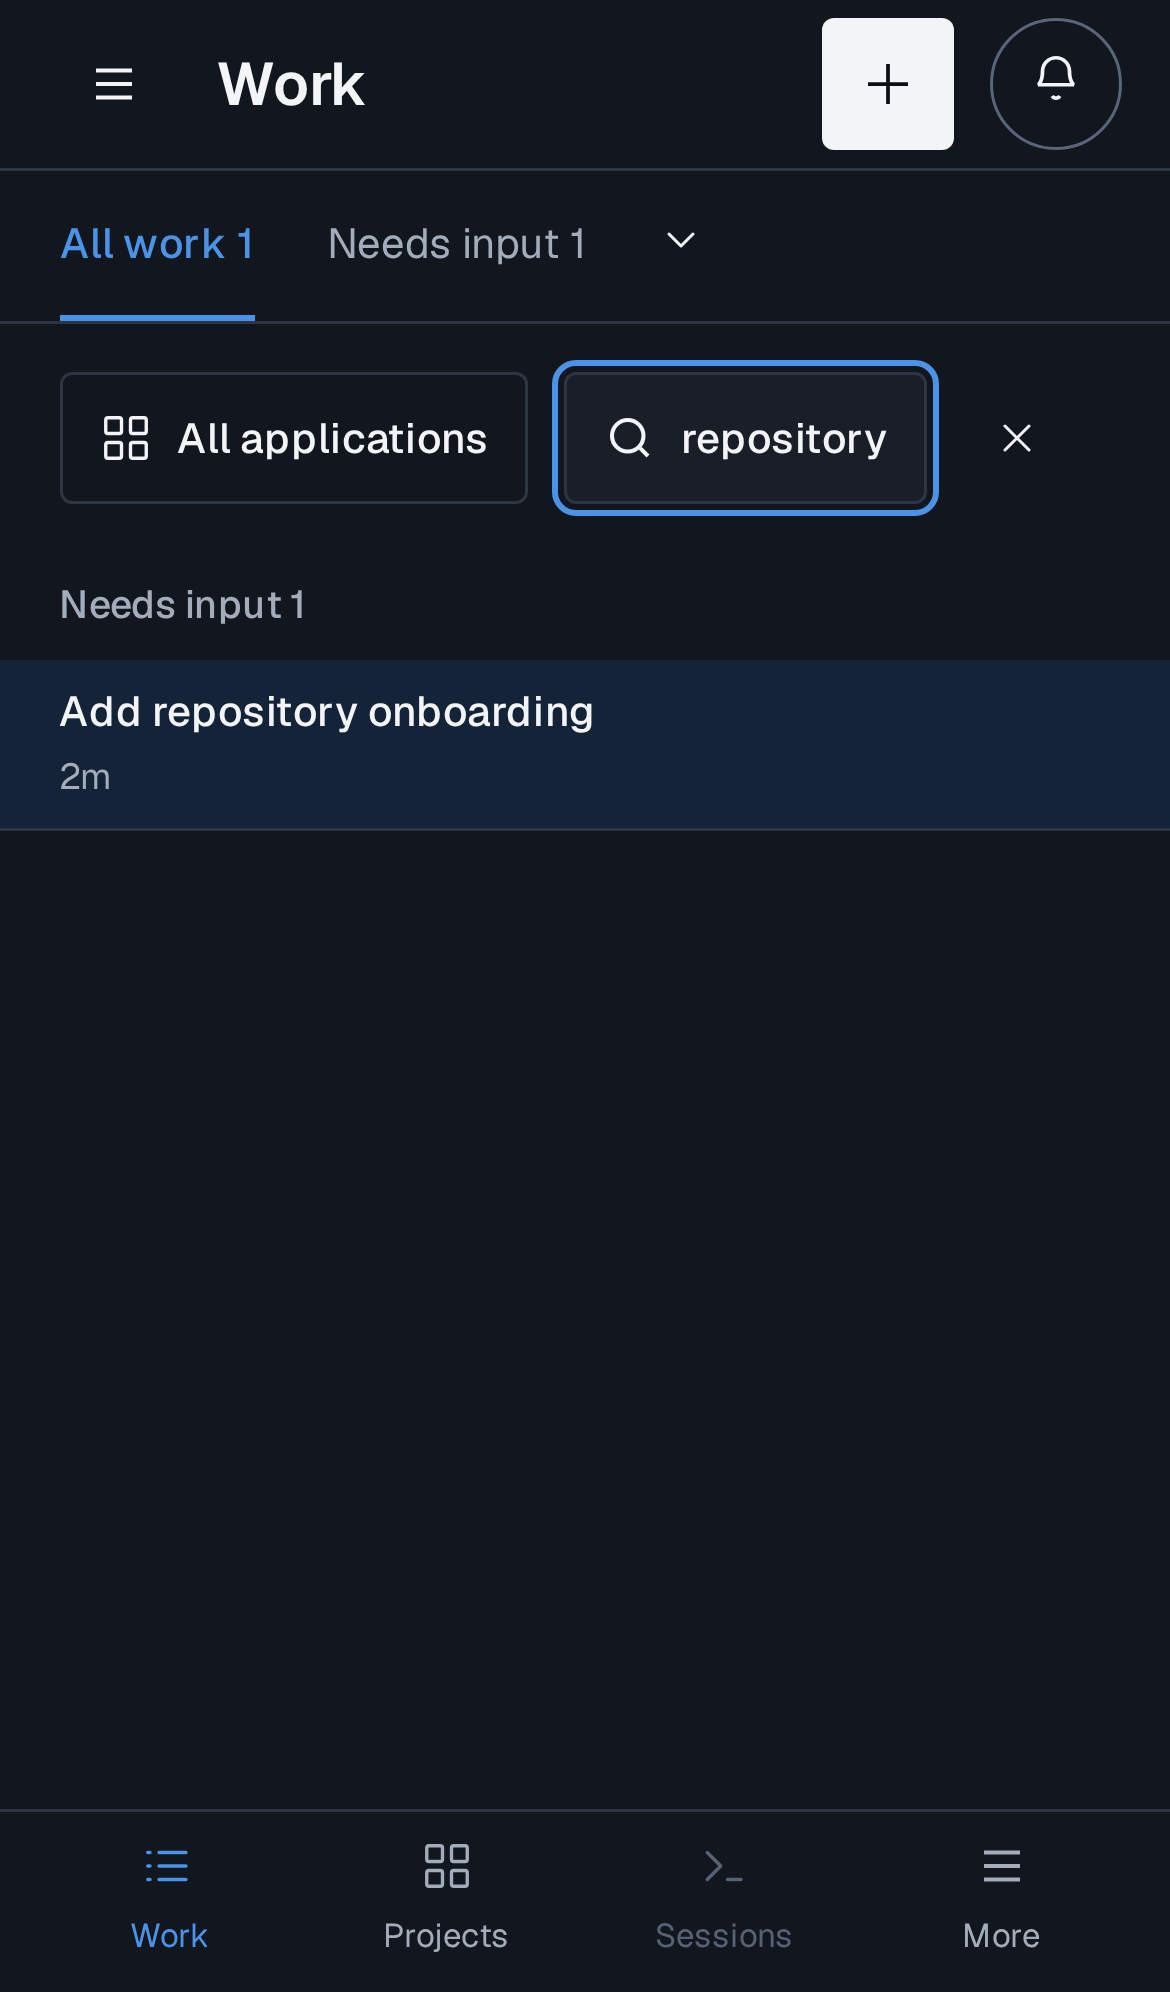 Work
All work 1 Needs input 1
All applications repository
Needs input 1
Add repository onboarding
2m
Work Projects Sessions More